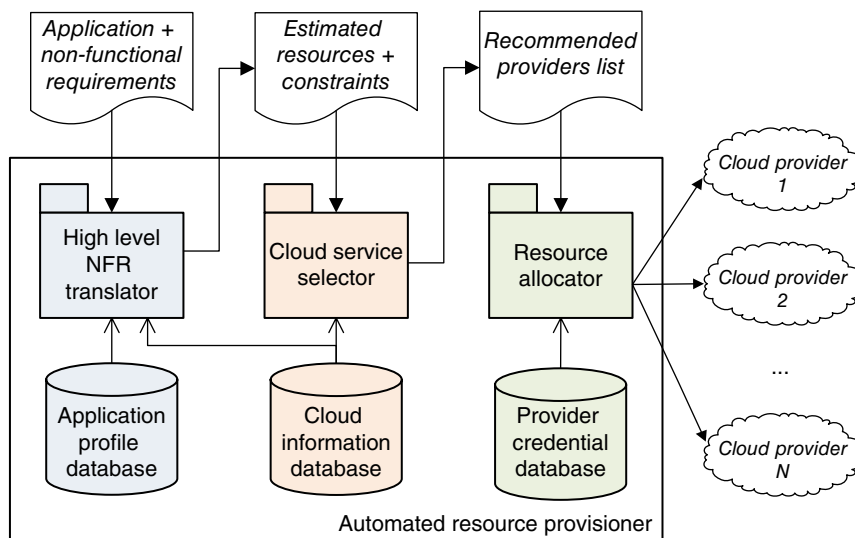 Application +
non-functional
requirements
Estimated
resources +
constraints
Recommended
providers list
High level
NFR
translator
Cloud service
selector
Resource
allocator
Cloud provider
1
Cloud provider
2
...
Cloud provider
N
Application
profile
database
Cloud
information
database
Provider
credential
database
Automated resource provisioner